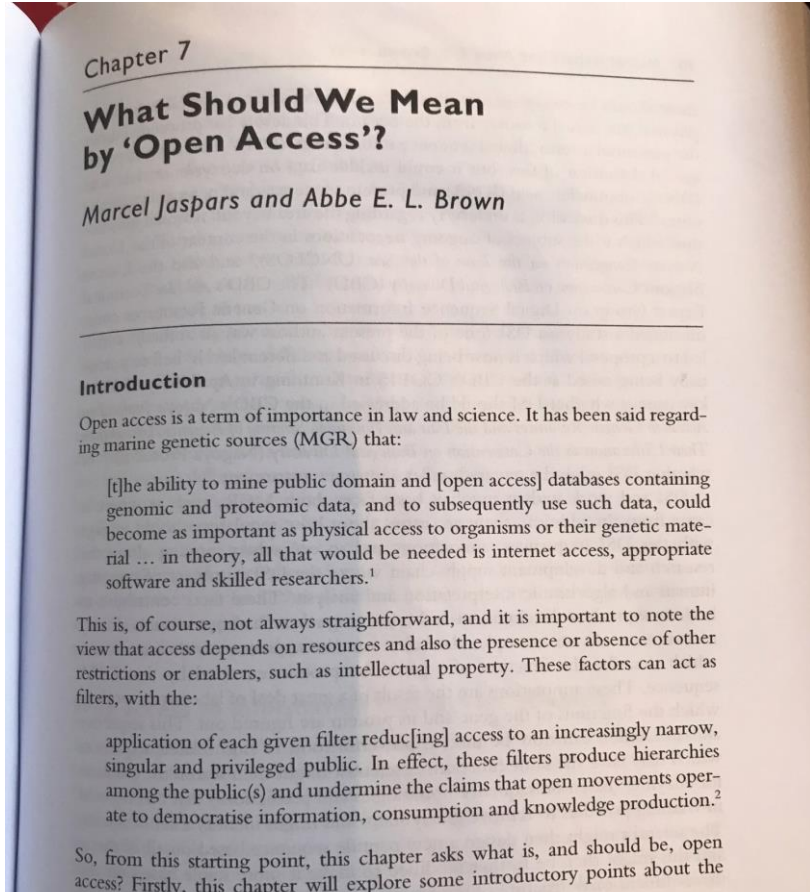 Chapter 7
What Should We Mean
by ‘Open Access’?
Marcel Jaspars and Abbe E. L. Brown
Introduction
Open access is a term of importance in law and science. It has been said regard-
ing marine genetic sources (MGR) that:
[t]he ability to mine public domain and [open access] databases containing
genomic and proteomic data, and to subsequently use such data, could
become as important as physical access to organisms or their genetic mate-
rial … in theory, all that would be needed is internet access, appropriate
software and skilled researchers.¹
This is, of course, not always straightforward, and it is important to note the
view that access depends on resources and also the presence or absence of other
restrictions or enablers, such as intellectual property. These factors can act as
filters, with the:
application of each given filter reduc[ing] access to an increasingly narrow,
singular and privileged public. In effect, these filters produce hierarchies
among the public(s) and undermine the claims that open movements oper-
ate to democratise information, consumption and knowledge production.²
So, from this starting point, this chapter asks what is, and should be, open
access? Firstly, this chapter will explore some introductory points about the